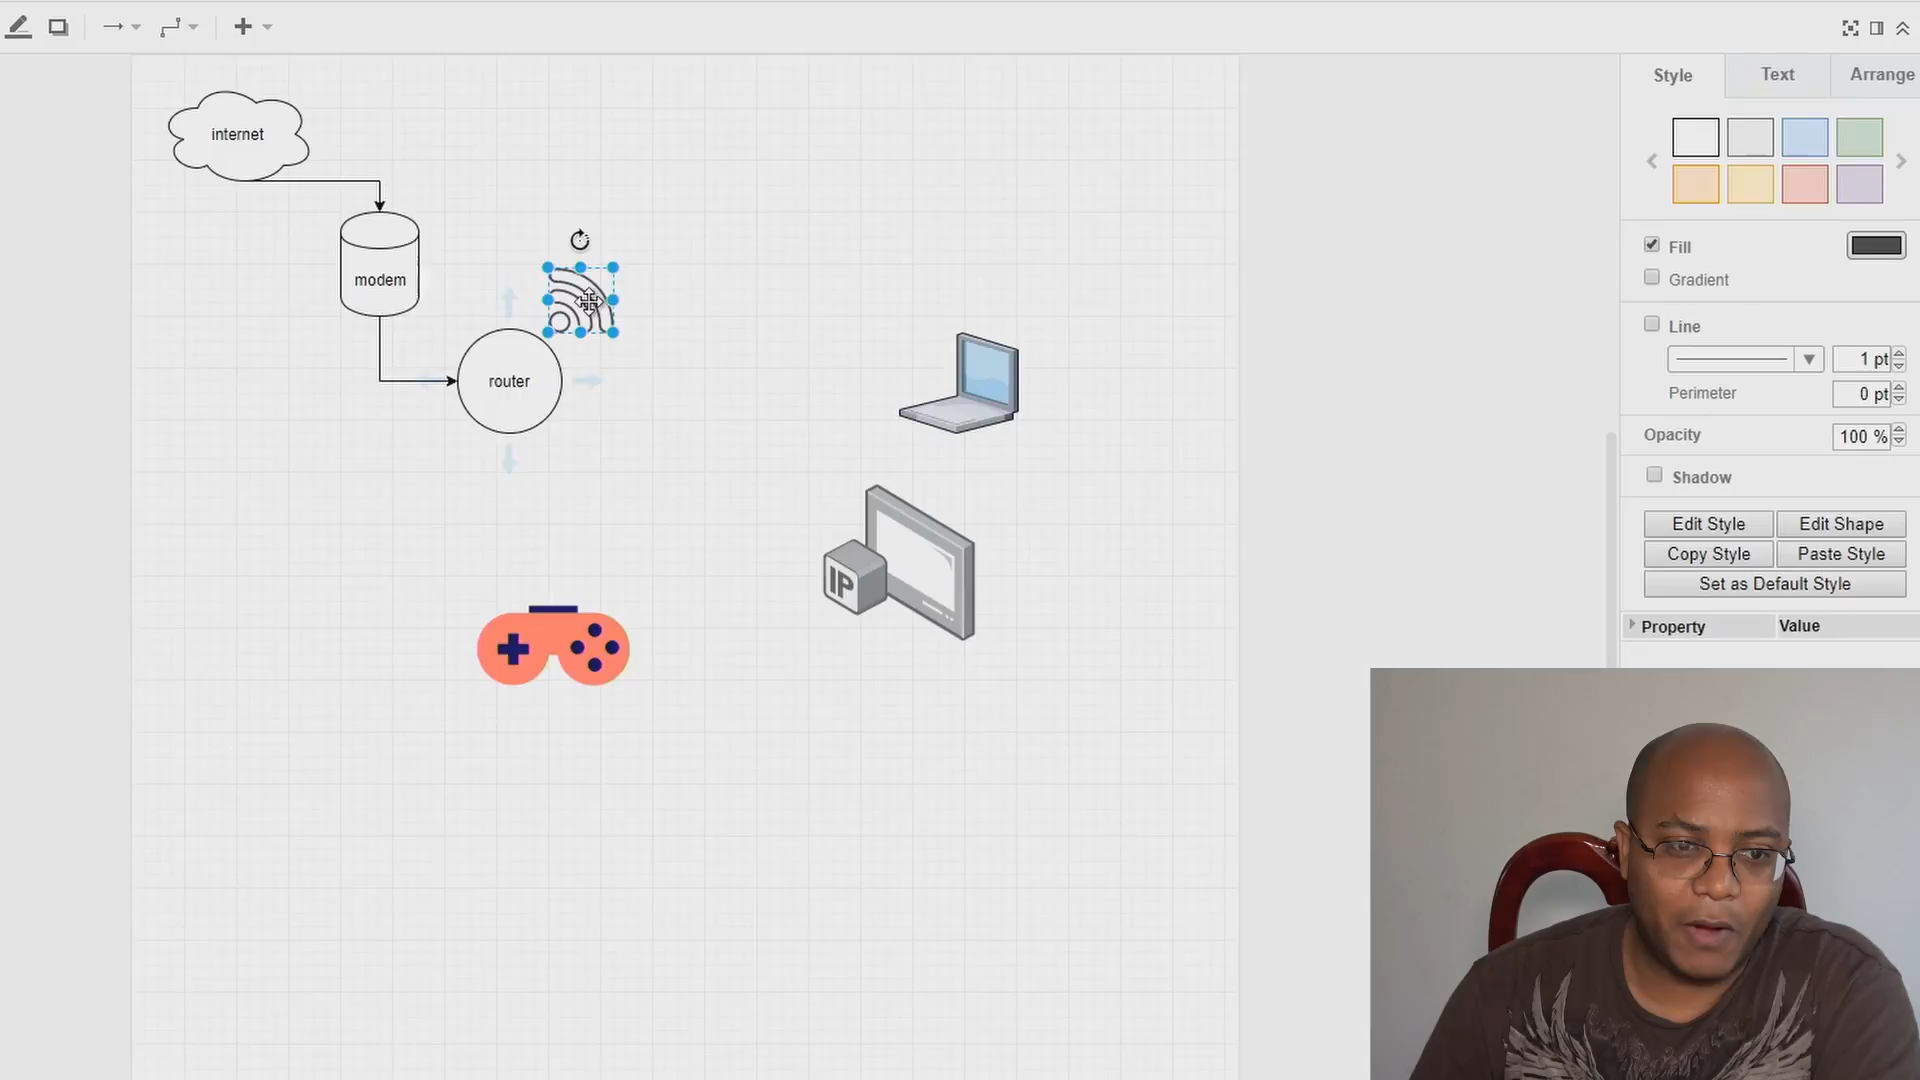 Style
Text
Arrange
internet
modem
router
IP
Fill
Gradient
Line
1 pt
Perimeter
0 pt
Opacity
100 %
Shadow
Edit Style
Edit Shape
Copy Style
Paste Style
Set as Default Style
Property
Value